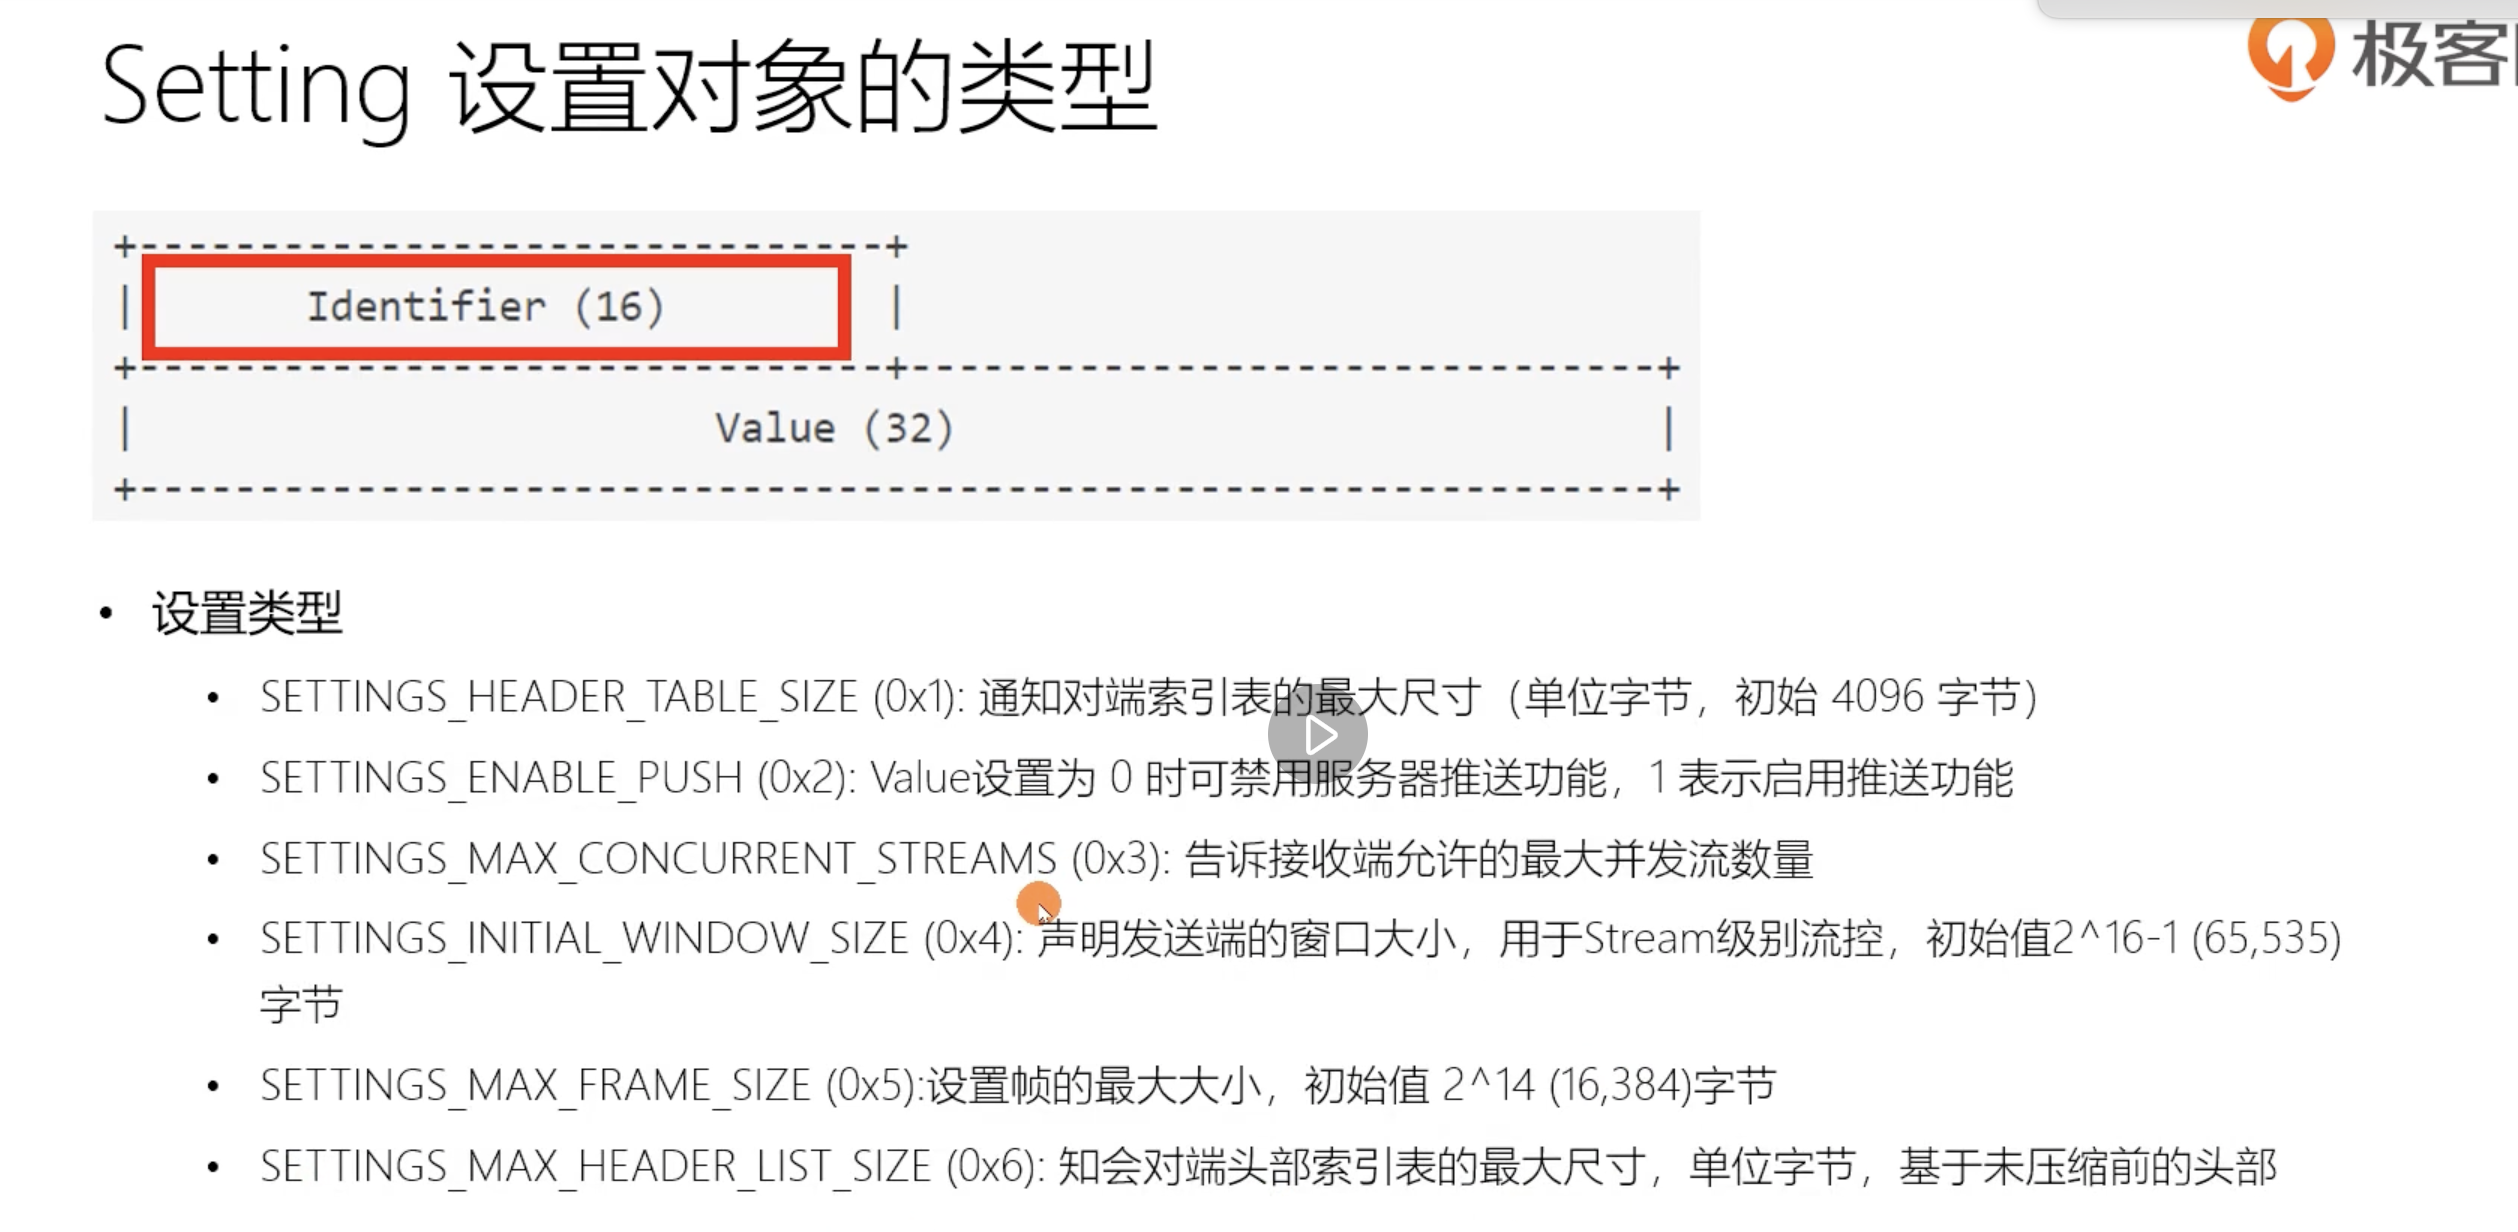 Setting 设置对象的类型
极客
+-------------------------------+
| Identifier (16) |
+-------------------------------+-------------------------------+
| Value (32) |
+---------------------------------------------------------------+
• 设置类型
• SETTINGS_HEADER_TABLE_SIZE (0x1): 通知对端索引表的最大尺寸（单位字节，初始 4096 字节）
• SETTINGS_ENABLE_PUSH (0x2): Value设置为 0 时可禁用服务器推送功能，1 表示启用推送功能
• SETTINGS_MAX_CONCURRENT_STREAMS (0x3): 告诉接收端允许的最大并发流数量
• SETTINGS_INITIAL_WINDOW_SIZE (0x4): 声明发送端的窗口大小，用于Stream级别流控，初始值2^16-1 (65,535)
字节
• SETTINGS_MAX_FRAME_SIZE (0x5):设置帧的最大大小，初始值 2^14 (16,384)字节
• SETTINGS_MAX_HEADER_LIST_SIZE (0x6): 知会对端头部索引表的最大尺寸，单位字节，基于未压缩前的头部